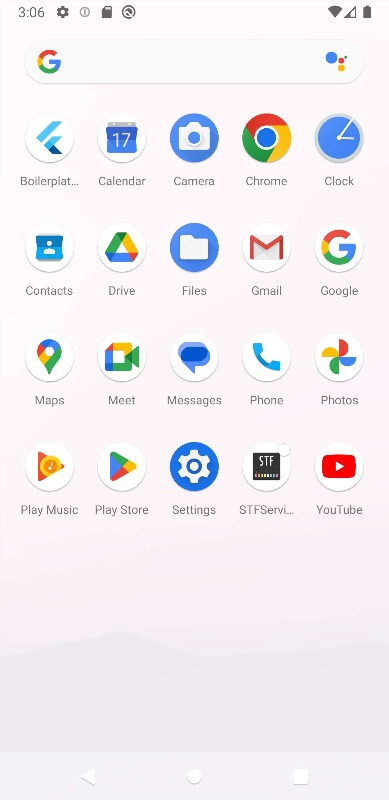 3:06
Boilerplat...
17
Calendar
Camera
Chrome
Clock
Contacts
Drive
Files
Gmail
Google
Maps
Meet
Messages
Phone
Photos
Play Music
Play Store
Settings
STF
STFServi...
YouTube